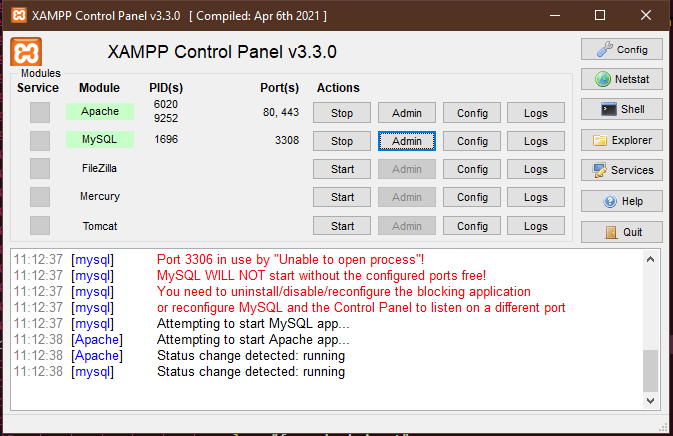 XAMPP Control Panel v3.3.0 [ Compiled: Apr 6th 2021 ]
XAMPP Control Panel v3.3.0
Config
Modules
Service Module PID(s) Port(s) Actions
Netstat
Apache 6020 9252 80, 443 Stop Admin Config Logs
Shell
MySQL 1696 3308 Stop Admin Config Logs
Explorer
FileZilla Start Admin Config Logs
Services
Mercury Start Admin Config Logs
Help
Tomcat Start Admin Config Logs
Quit
11:12:37 [mysql] Port 3306 in use by "Unable to open process"!
11:12:37 [mysql] MySQL WILL NOT start without the configured ports free!
11:12:37 [mysql] You need to uninstall/disable/reconfigure the blocking application
11:12:37 [mysql] or reconfigure MySQL and the Control Panel to listen on a different port
11:12:37 [mysql] Attempting to start MySQL app...
11:12:38 [Apache] Attempting to start Apache app...
11:12:38 [Apache] Status change detected: running
11:12:38 [mysql] Status change detected: running